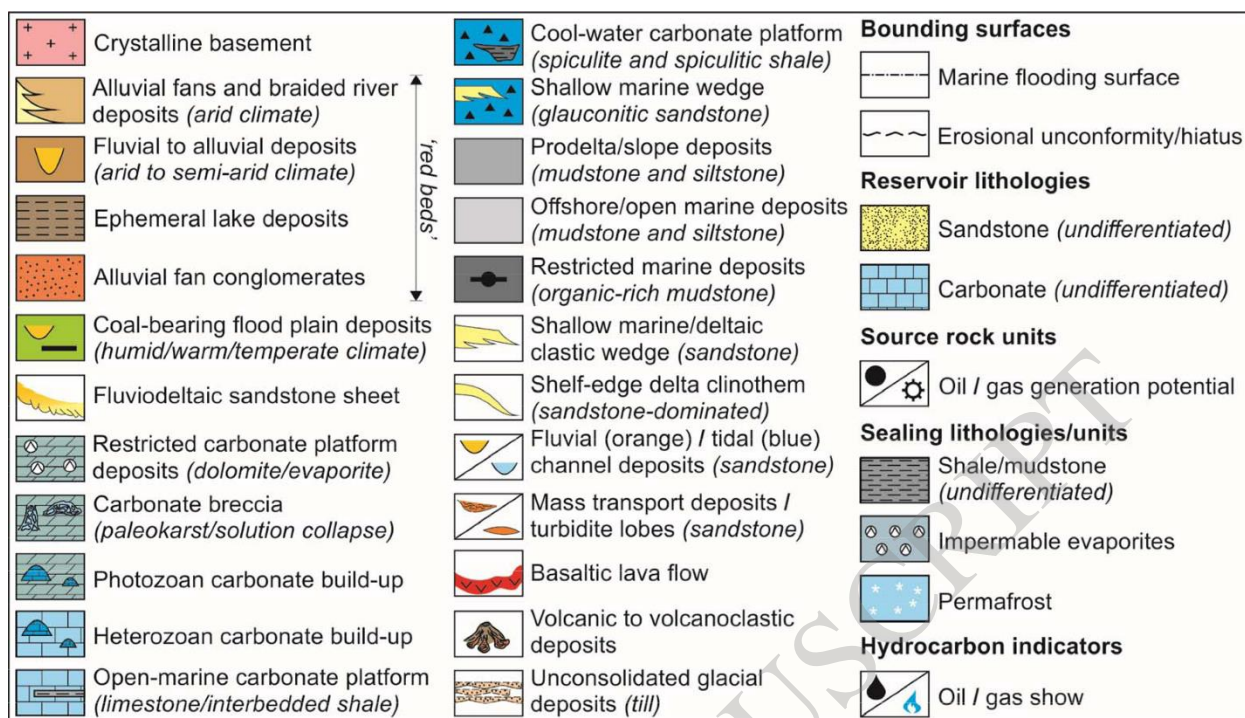 Crystalline basement
Alluvial fans and braided river
deposits (arid climate)
Fluvial to alluvial deposits
(arid to semi-arid climate)
Ephemeral lake deposits
Alluvial fan conglomerates
'red beds'
Coal-bearing flood plain deposits
(humid/warm/temperate climate)
Fluviodeltaic sandstone sheet
Restricted carbonate platform
deposits (dolomite/evaporite)
Carbonate breccia
(paleokarst/solution collapse)
Photozoan carbonate build-up
Heterozoan carbonate build-up
Open-marine carbonate platform
(limestone/interbedded shale)
Cool-water carbonate platform
(spiculite and spiculitic shale)
Shallow marine wedge
(glauconitic sandstone)
Prodelta/slope deposits
(mudstone and siltstone)
Offshore/open marine deposits
(mudstone and siltstone)
Restricted marine deposits
(organic-rich mudstone)
Shallow marine/deltaic
clastic wedge (sandstone)
Shelf-edge delta clinothem
(sandstone-dominated)
Fluvial (orange) / tidal (blue)
channel deposits (sandstone)
Mass transport deposits /
turbidite lobes (sandstone)
Basaltic lava flow
Volcanic to volcanoclastic
deposits
Unconsolidated glacial
deposits (till)
Bounding surfaces
Marine flooding surface
Erosional unconformity/hiatus
Reservoir lithologies
Sandstone (undifferentiated)
Carbonate (undifferentiated)
Source rock units
Oil / gas generation potential
Sealing lithologies/units
Shale/mudstone
(undifferentiated)
Impermable evaporites
Permafrost
Hydrocarbon indicators
Oil / gas show
USCRIPT